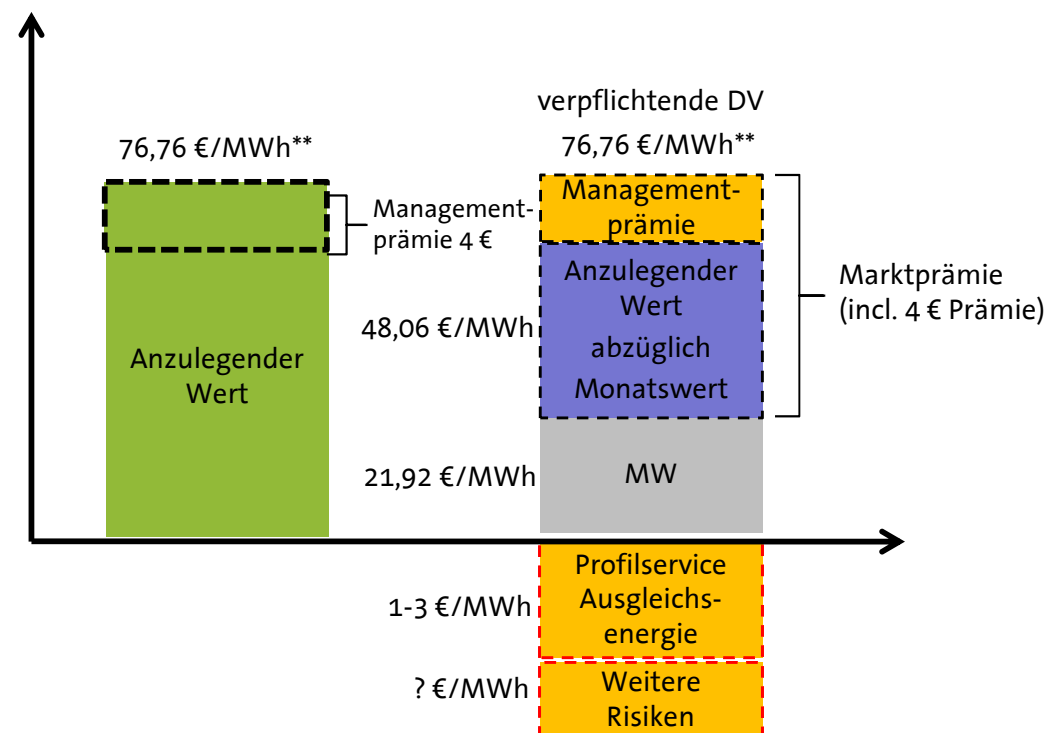 verpflichtende DV
76,76 €/MWh**
76,76 €/MWh**
Management-
prämie 4 €
Anzulegender
Wert
Management-
prämie
48,06 €/MWh
Anzulegender
Wert
abzüglich
Monatswert
Marktprämie
(incl. 4 € Prämie)
21,92 €/MWh
MW
1-3 €/MWh
Profilservice
Ausgleichs-
energie
? €/MWh
Weitere
Risiken